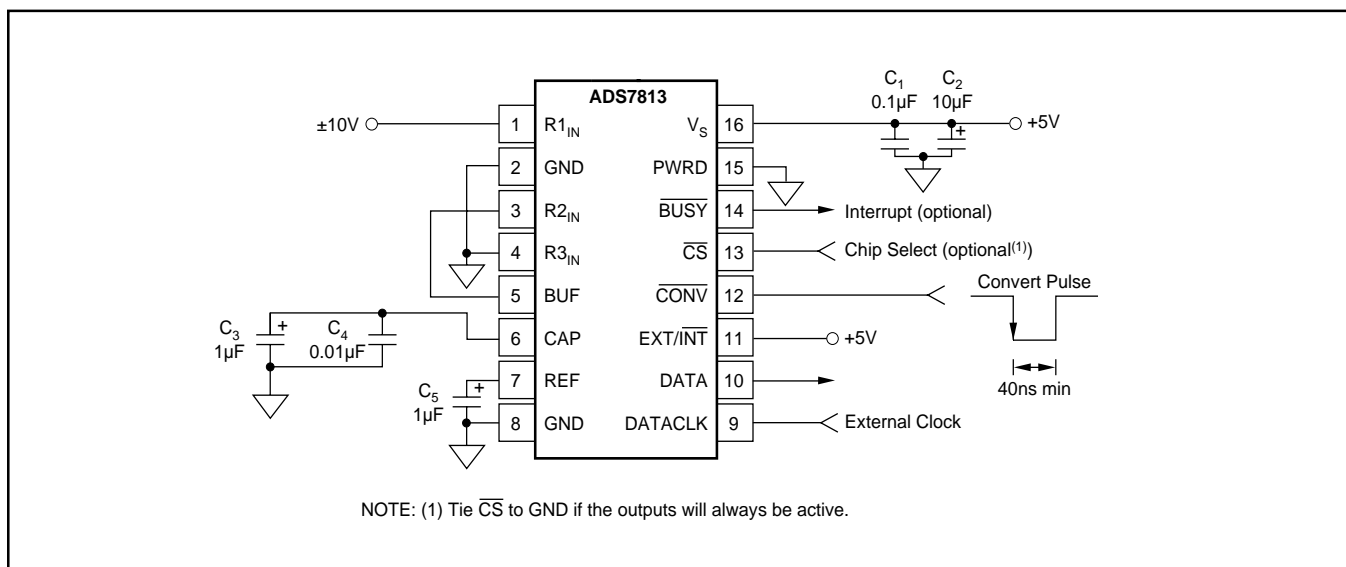 ADS7813
±10V
1 R1IN
2 GND
3 R2IN
4 R3IN
5 BUF
6 CAP
7 REF
8 GND
VS 16
PWRD 15
BUSY 14
CS 13
CONV 12
EXT/INT 11
DATA 10
DATACLK 9
C1
0.1µF
C2
10µF
+
+5V
Interrupt (optional)
Chip Select (optional(1))
Convert Pulse
40ns min
+5V
External Clock
C3
1µF
+
C4
0.01µF
C5
1µF
+
NOTE: (1) Tie CS to GND if the outputs will always be active.